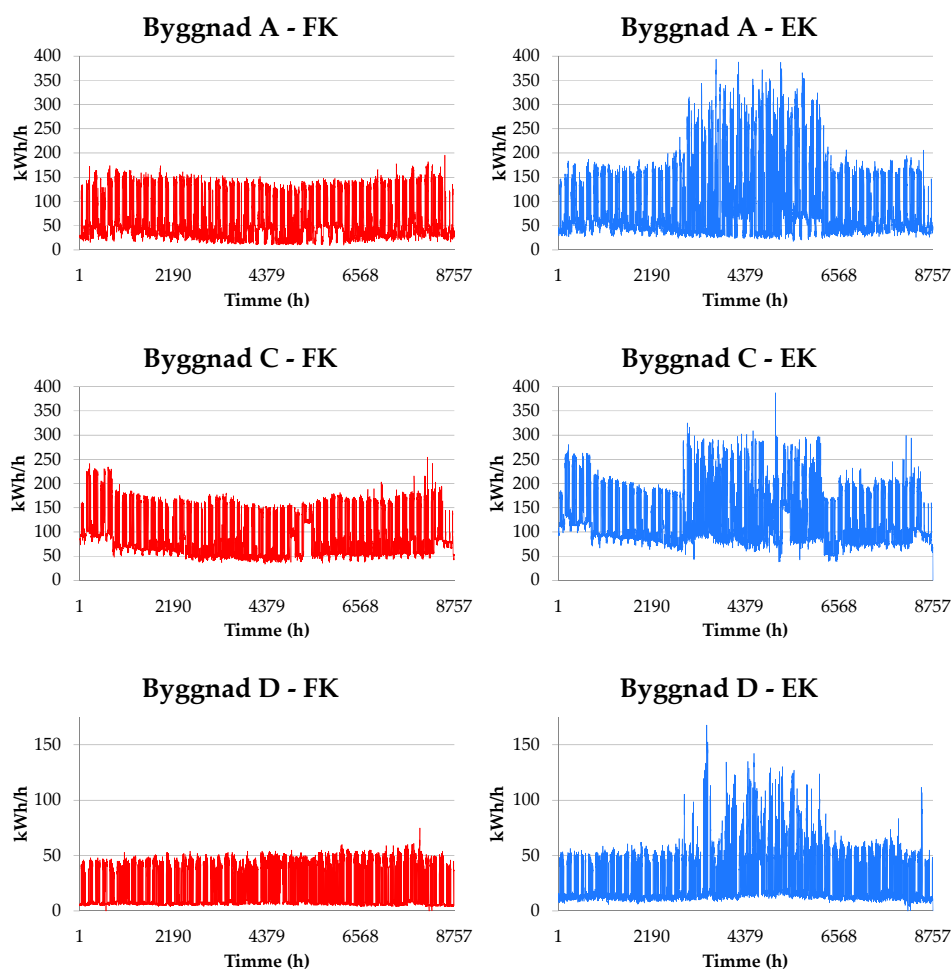 Byggnad A - FK
400
350
300
250
200
150
100
50
0
kWh/h
1 2190 4379 6568 8757
Timme (h)
Byggnad A - EK
400
350
300
250
200
150
100
50
0
kWh/h
1 2190 4379 6568 8757
Timme (h)
Byggnad C - FK
400
350
300
250
200
150
100
50
0
kWh/h
1 2190 4379 6568 8757
Timme (h)
Byggnad C - EK
400
350
300
250
200
150
100
50
0
kWh/h
1 2190 4379 6568 8757
Timme (h)
Byggnad D - FK
150
100
50
0
kWh/h
1 2190 4379 6568 8757
Timme (h)
Byggnad D - EK
150
100
50
0
kWh/h
1 2190 4379 6568 8757
Timme (h)